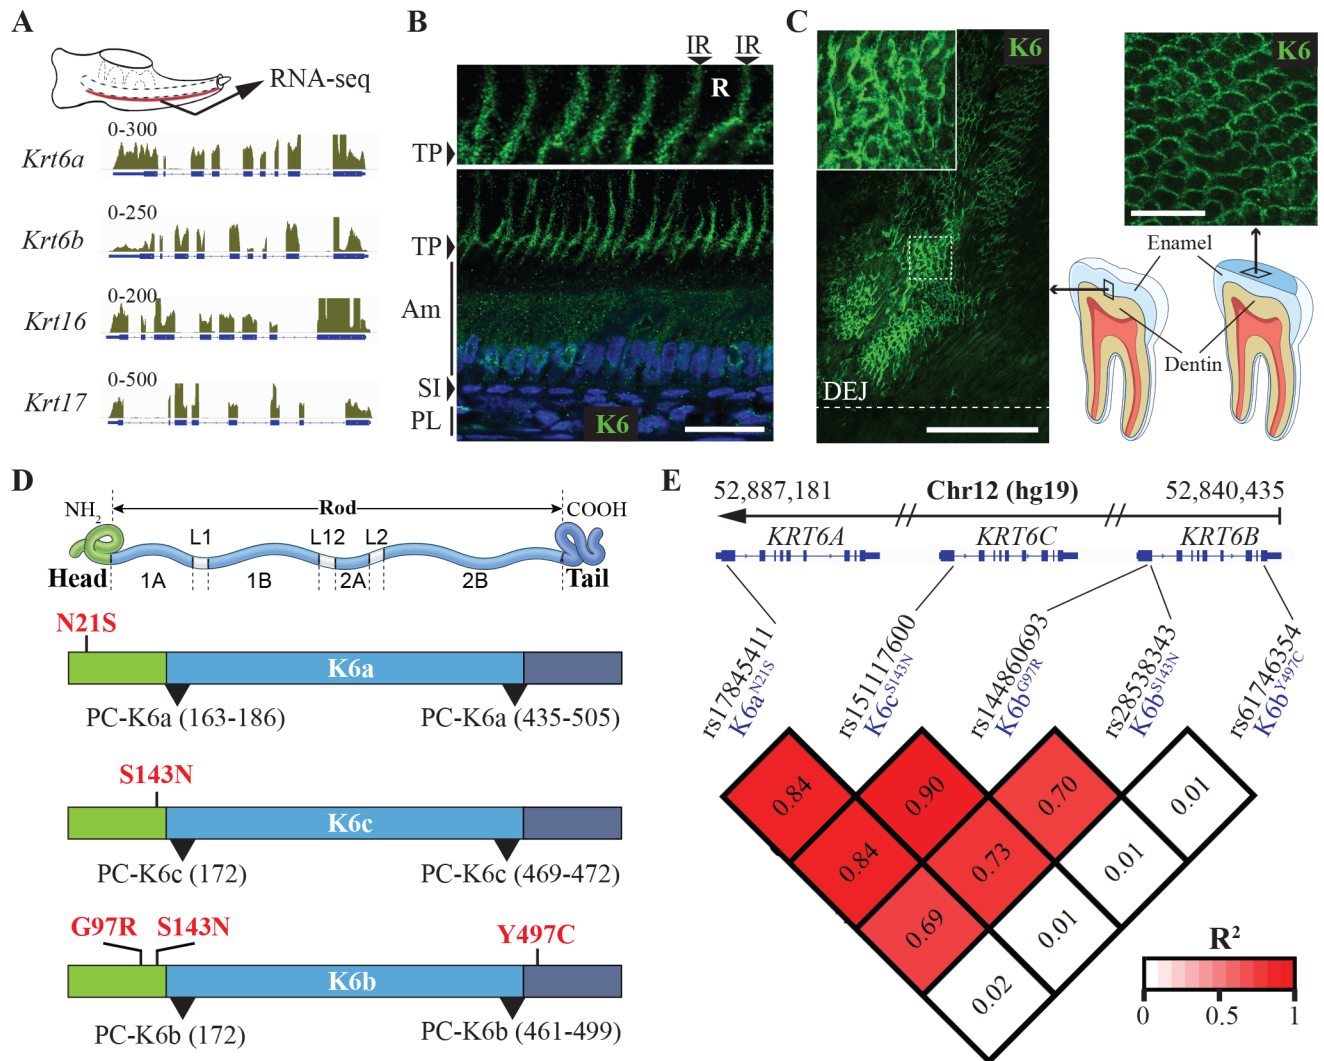 A
RNA-seq
0-300
Krt6a
0-250
Krt6b
0-200
Krt16
0-500
Krt17
B
IR IR
R
TP
TP
Am
SI
PL
K6
C
K6
K6
DEJ
Enamel
Dentin
D
NH2
Rod
COOH
L1 L12 L2
Head 1A 1B 2A 2B Tail
N21S
K6a
PC-K6a (163-186) PC-K6a (435-505)
S143N
K6c
PC-K6c (172) PC-K6c (469-472)
G97R S143N Y497C
K6b
PC-K6b (172) PC-K6b (461-499)
E
52,887,181 Chr12 (hg19) 52,840,435
KRT6A KRT6C KRT6B
rs17845411
K6aN21S
rs151117600
K6cS143N
rs144860693
K6bG97R
rs28538343
K6bS143N
rs61746354
K6bY497C
0.84 0.90 0.70 0.01
0.84 0.73 0.01
0.69 0.01
0.02
R²
0 0.5 1